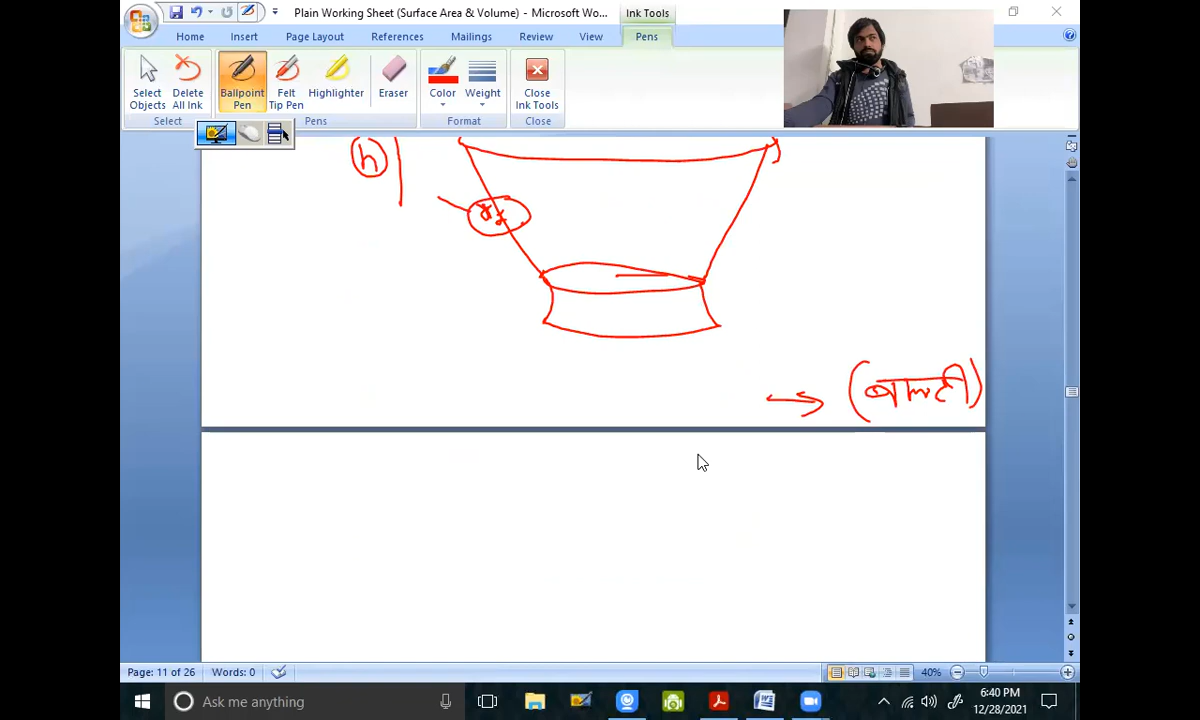 Plain Working Sheet (Surface Area & Volume) - Microsoft Wo...
Ink Tools
Home
Insert
Page Layout
References
Mailings
Review
View
Pens
Select Objects
Delete All Ink
Ballpoint Pen
Felt Tip Pen
Highlighter
Eraser
Color
Weight
Close Ink Tools
Select
Pens
Format
Close
h
(बाल्टी)
Page: 11 of 26
Words: 0
40%
Ask me anything
6:40 PM
12/28/2021